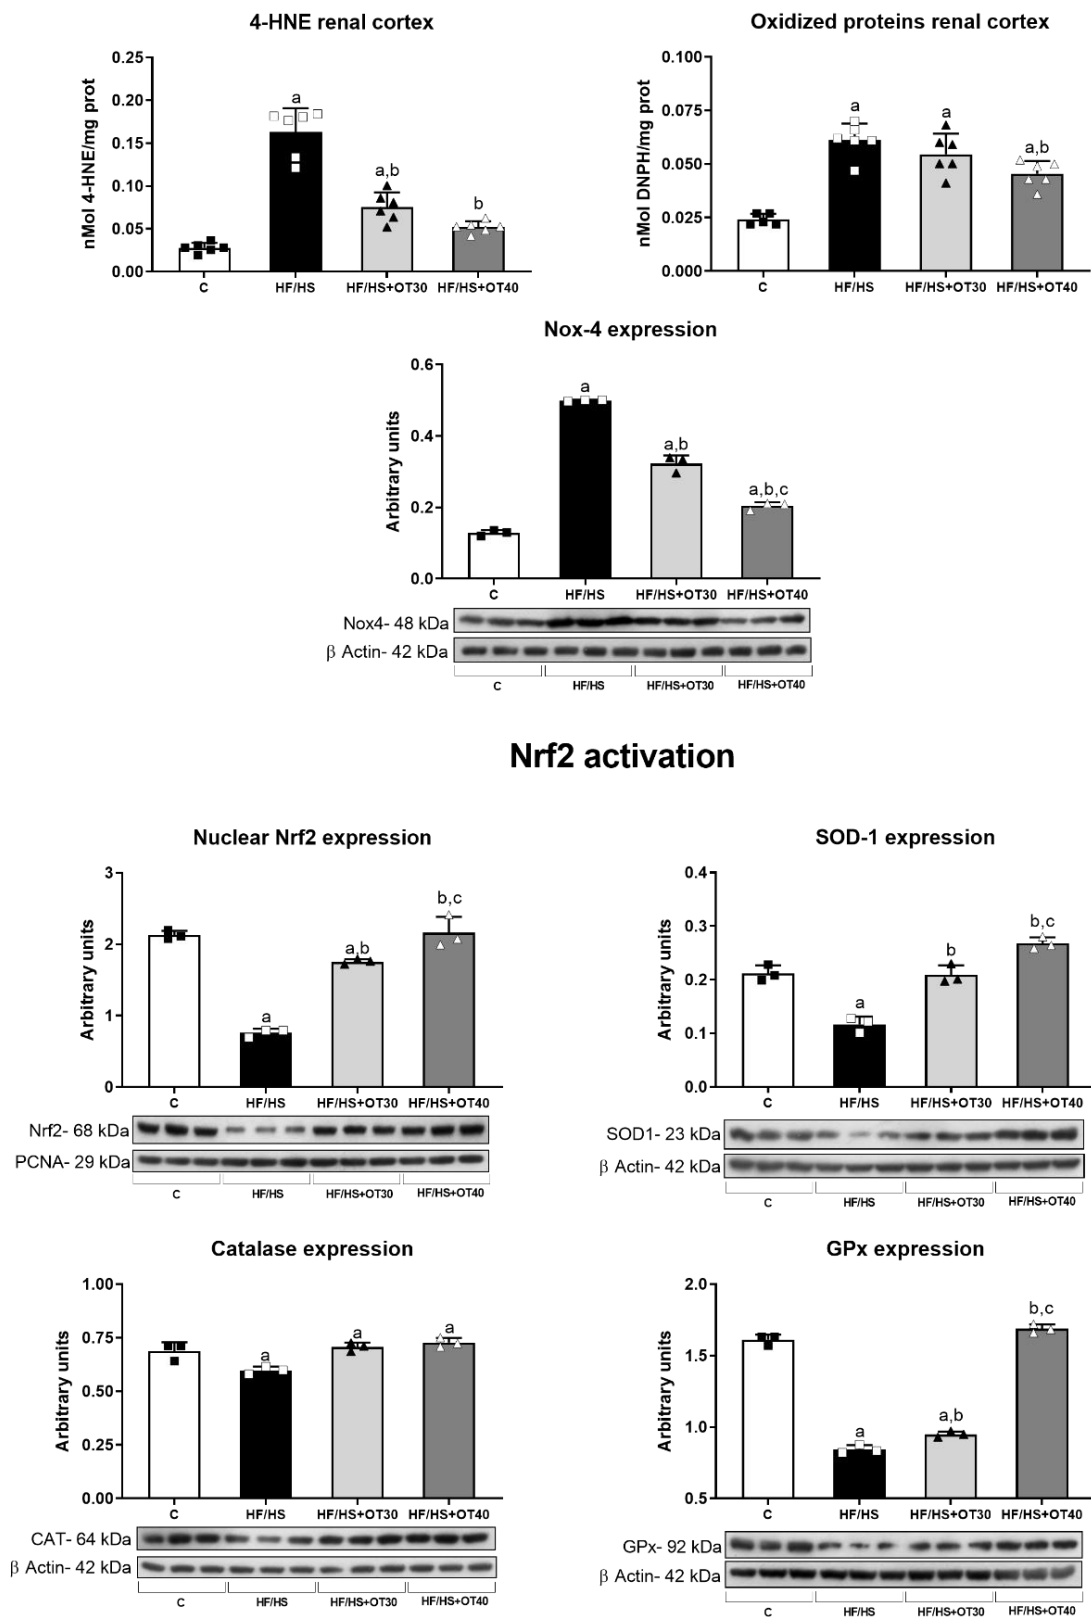 4-HNE renal cortex
Oxidized proteins renal cortex
nMol 4-HNE/mg prot
0.25
0.20
0.15
0.10
0.05
0.00
a
a,b
b
C
HF/HS
HF/HS+OT30
HF/HS+OT40
nMol DNPH/mg prot
0.100
0.075
0.050
0.025
0.000
a
a
a,b
C
HF/HS
HF/HS+OT30
HF/HS+OT40
Nox-4 expression
Arbitrary units
0.6
0.4
0.2
0.0
a
a,b
a,b,c
C
HF/HS
HF/HS+OT30
HF/HS+OT40
Nox4- 48 kDa
β Actin- 42 kDa
C
HF/HS
HF/HS+OT30
HF/HS+OT40
Nrf2 activation
Nuclear Nrf2 expression
Arbitrary units
3
2
1
0
a
a,b
b,c
C
HF/HS
HF/HS+OT30
HF/HS+OT40
Nrf2- 68 kDa
PCNA- 29 kDa
C
HF/HS
HF/HS+OT30
HF/HS+OT40
SOD-1 expression
Arbitrary units
0.4
0.3
0.2
0.1
0.0
a
b
b,c
C
HF/HS
HF/HS+OT30
HF/HS+OT40
SOD1- 23 kDa
β Actin- 42 kDa
C
HF/HS
HF/HS+OT30
HF/HS+OT40
Catalase expression
Arbitrary units
1.00
0.75
0.50
0.25
0.00
a
a
a
C
HF/HS
HF/HS+OT30
HF/HS+OT40
CAT- 64 kDa
β Actin- 42 kDa
C
HF/HS
HF/HS+OT30
HF/HS+OT40
GPx expression
Arbitrary units
2.0
1.5
1.0
0.5
a
a,b
b,c
C
HF/HS
HF/HS+OT30
HF/HS+OT40
GPx- 92 kDa
β Actin- 42 kDa
C
HF/HS
HF/HS+OT30
HF/HS+OT40